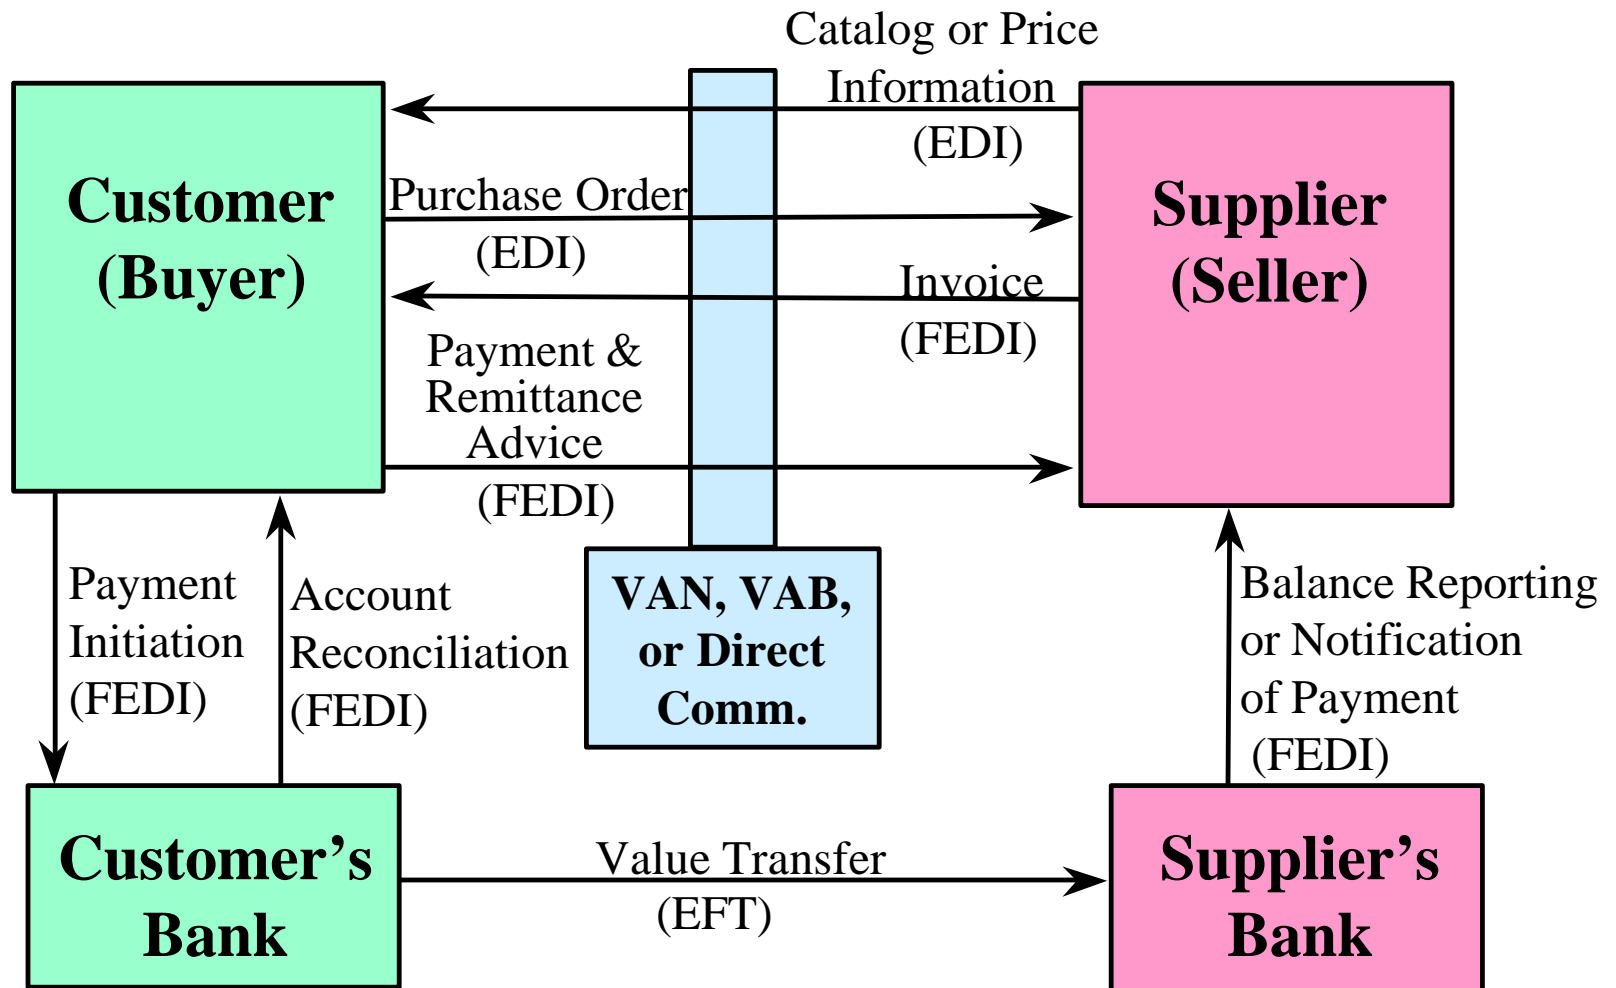 Catalog or Price
Information
(EDI)
Customer
(Buyer)
Purchase Order
(EDI)
Supplier
(Seller)
Invoice
(FEDI)
Payment &
Remittance
Advice
(FEDI)
Payment
Initiation
(FEDI)
Account
Reconciliation
(FEDI)
VAN, VAB,
or Direct
Comm.
Balance Reporting
or Notification
of Payment
(FEDI)
Customer’s
Bank
Value Transfer
(EFT)
Supplier’s
Bank